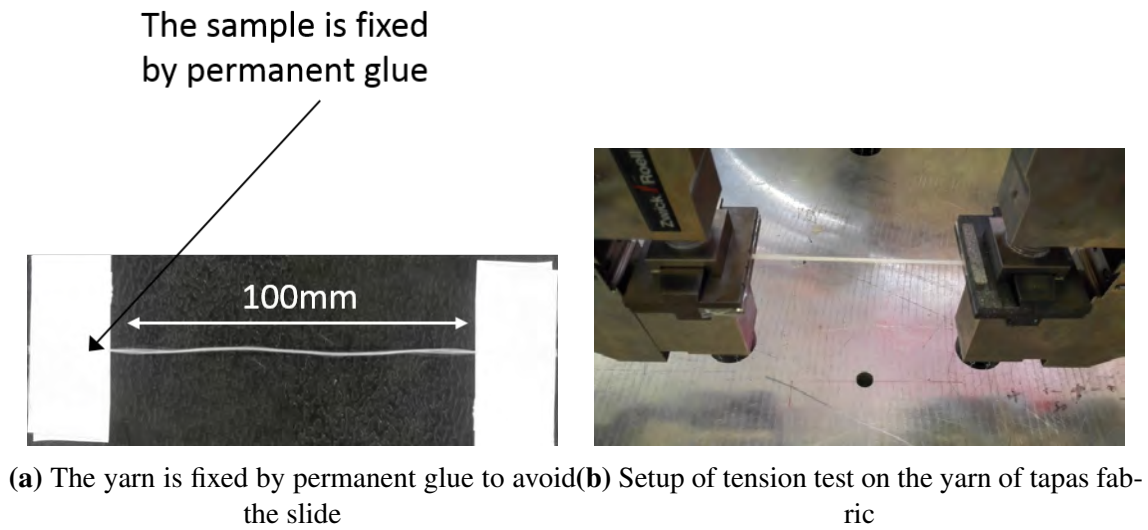 The sample is fixed
by permanent glue
100mm
Zwick / Roell
(a) The yarn is fixed by permanent glue to avoid
the slide
(b) Setup of tension test on the yarn of tapas fab-
ric